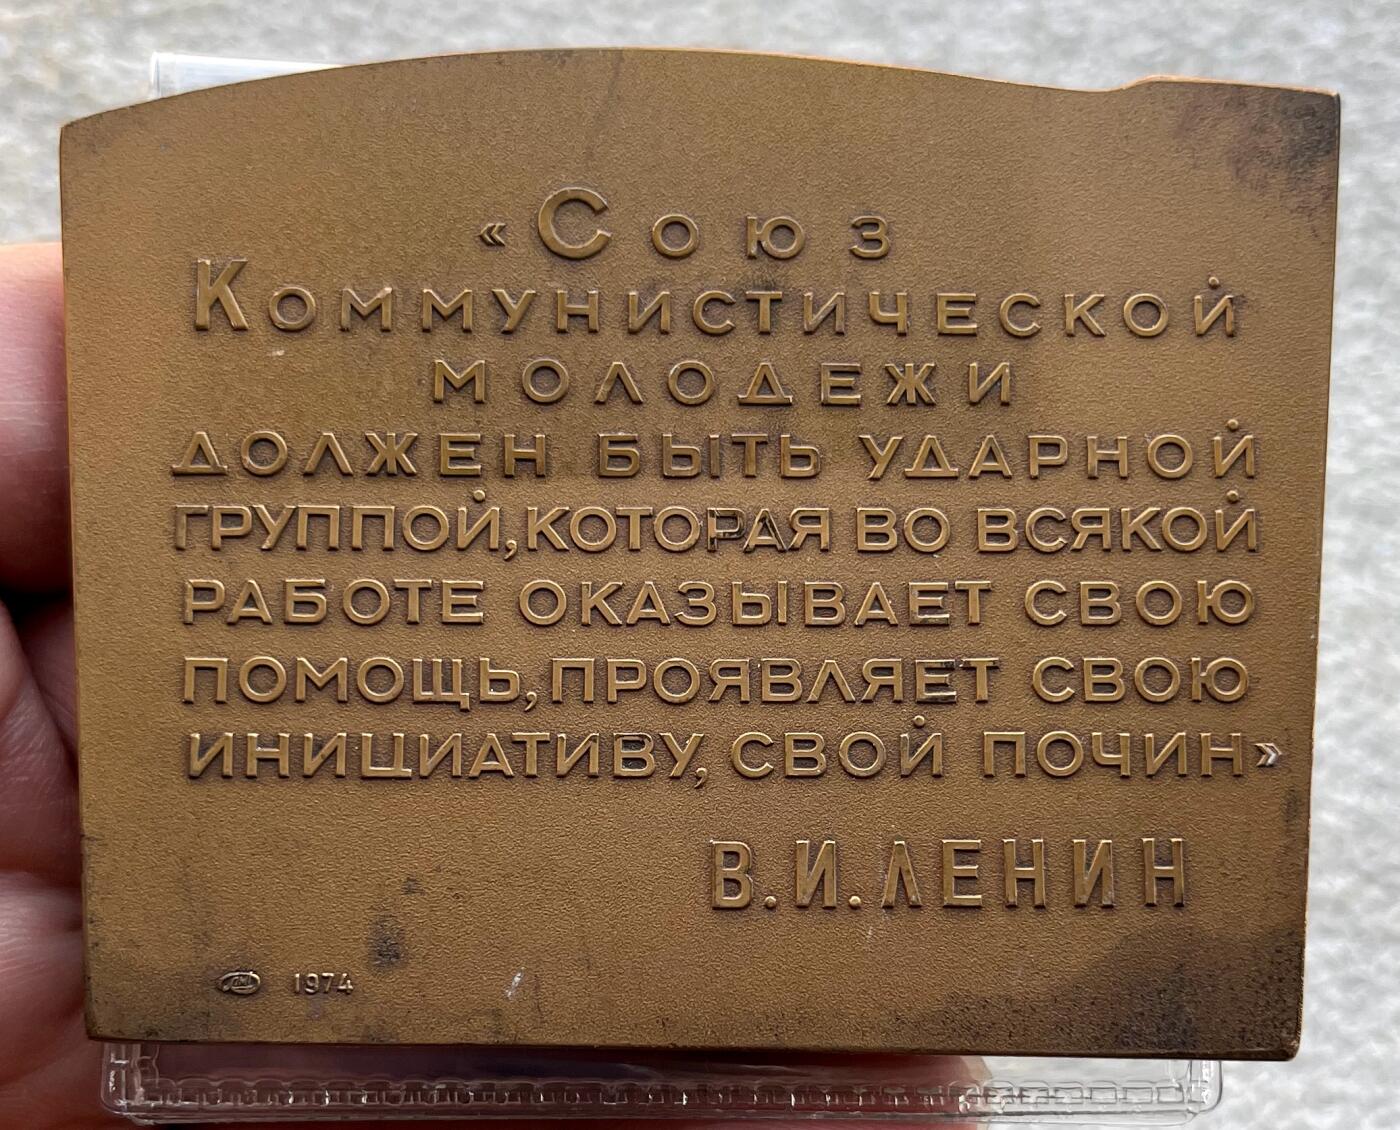 «Союз
Коммунистической
молодежи
должен быть ударной
группой, которая во всякой
работе оказывает свою
помощь, проявляет свою
инициативу, свой почин»
В.И.ЛЕНИН
ЛМД 1974